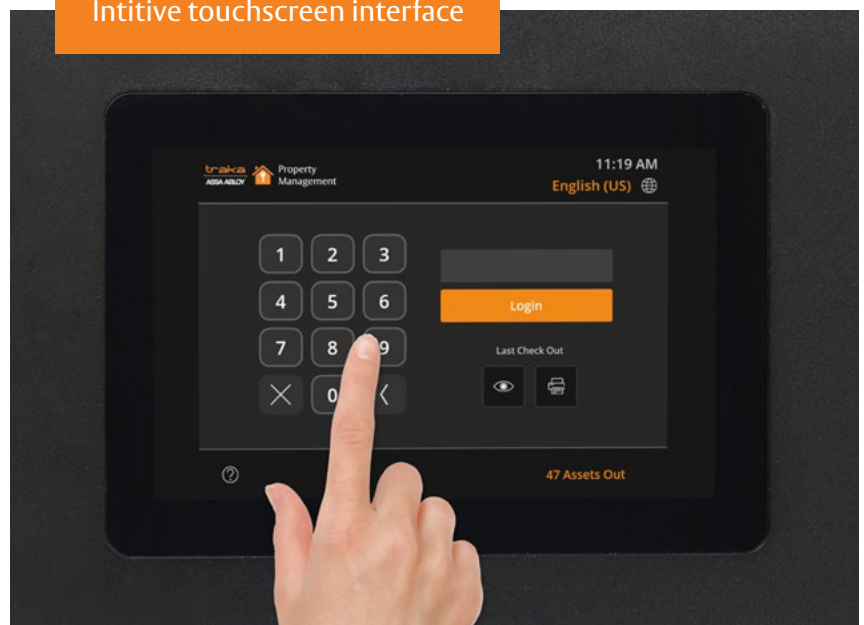 Intitive touchscreen interface
traka
ASSA ABLOY
Property
Management
11:19 AM
English (US)
1 2 3
4 5 6
7 8 9
0
Login
Last Check Out
47 Assets Out